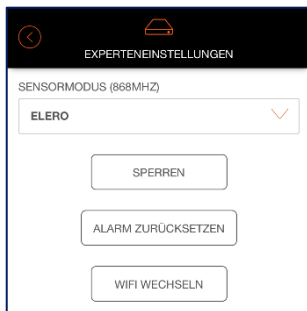 EXPERTENEINSTELLUNGEN
SENSORMODUS (868MHZ)
ELERO
SPERREN
ALARM ZURÜCKSETZEN
WIFI WECHSELN